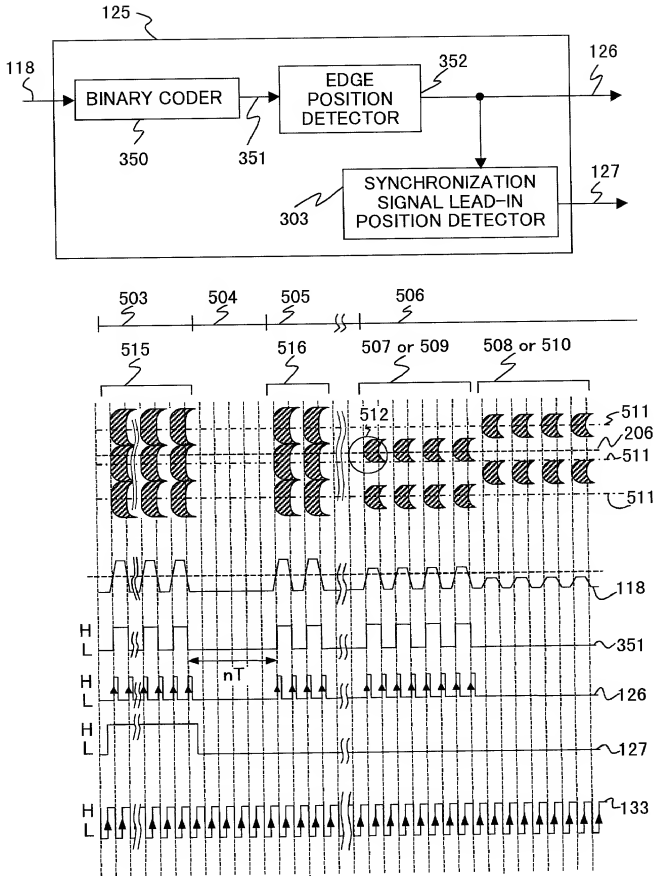 125
118
BINARY CODER
350
351
EDGE
POSITION
DETECTOR
352
126
303
SYNCHRONIZATION
SIGNAL LEAD-IN
POSITION DETECTOR
127
503 504 505 506
515 516 507 or 509 508 or 510
512
511
206
511
511
118
H
L
351
nT
H
L
126
H
L
127
H
L
133